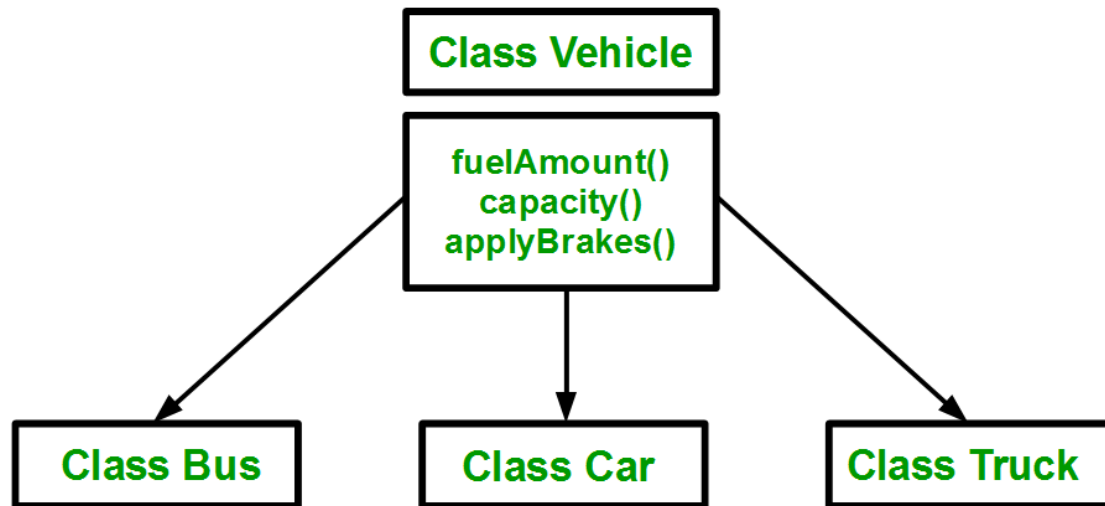 Class Vehicle
fuelAmount()
capacity()
applyBrakes()
Class Bus
Class Car
Class Truck